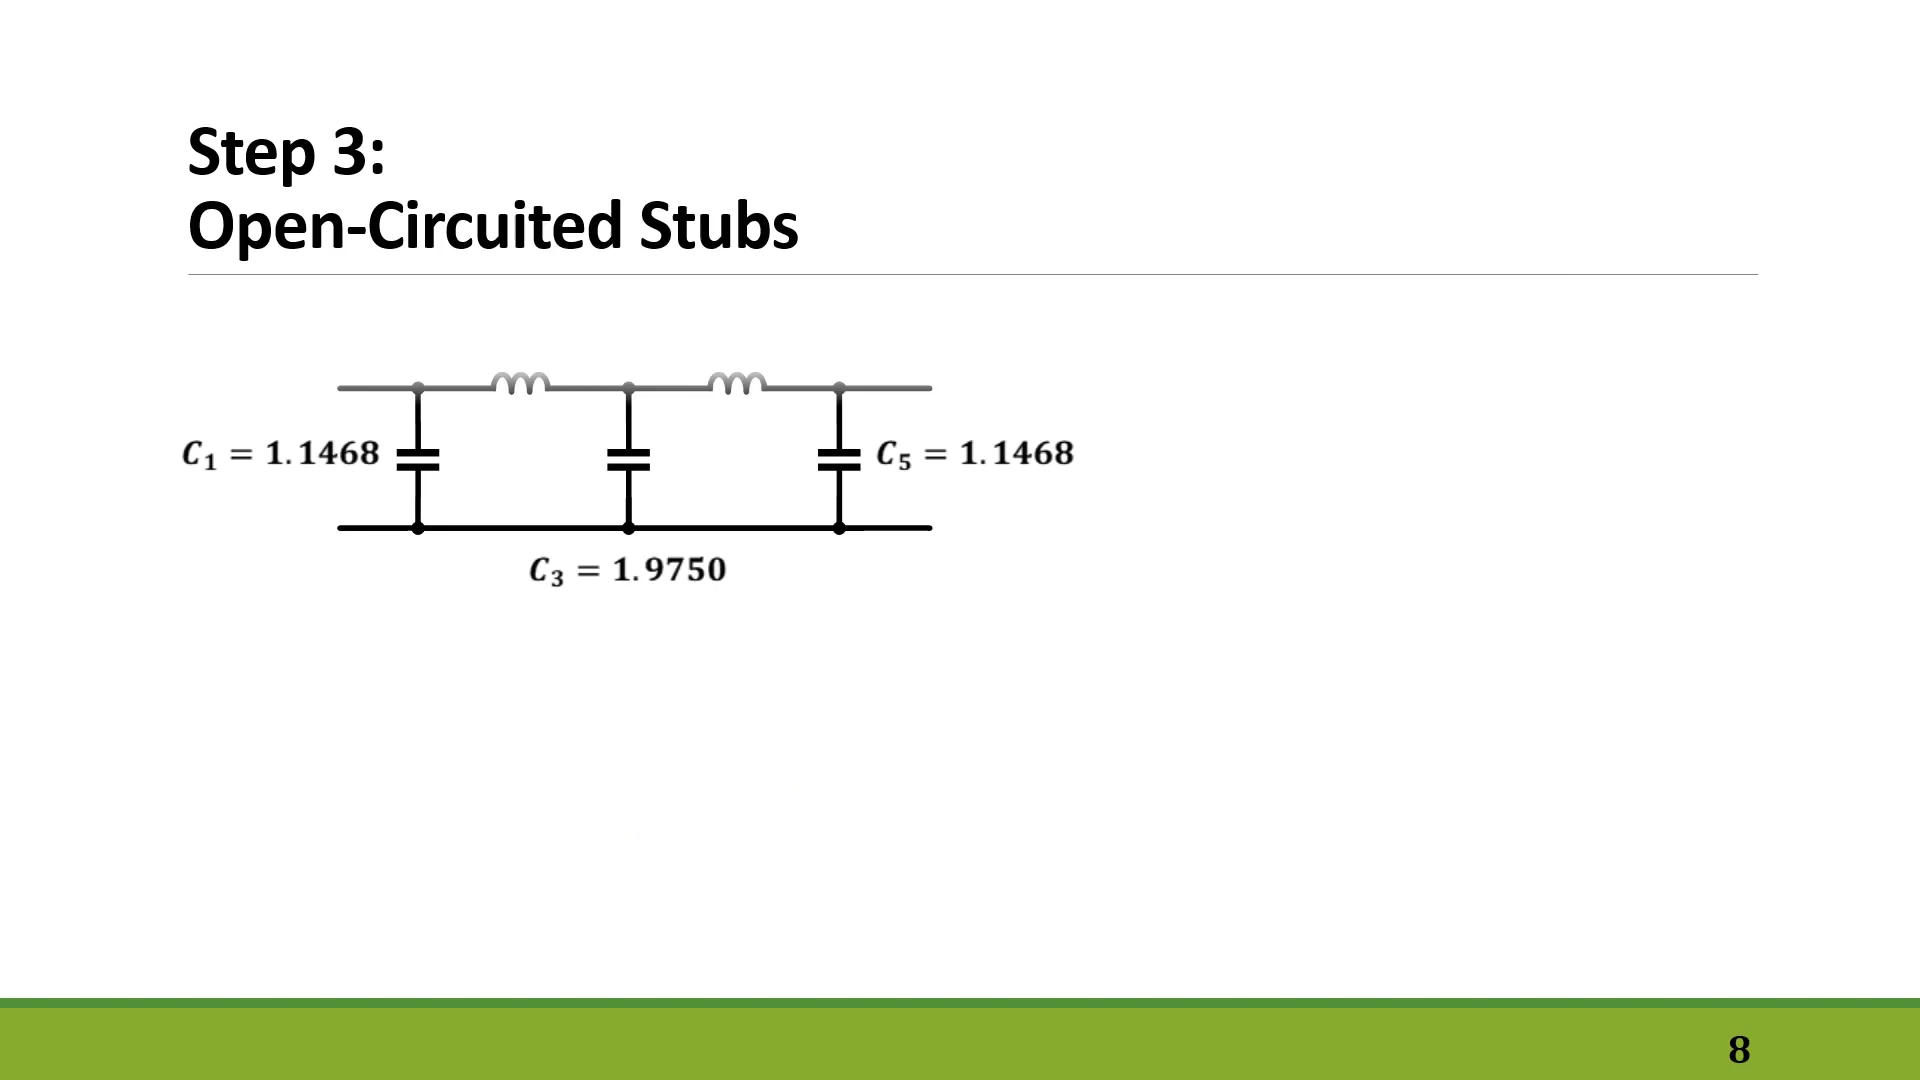 Step 3:
Open-Circuited Stubs
C₁ = 1.1468
C₅ = 1.1468
C₃ = 1.9750
8